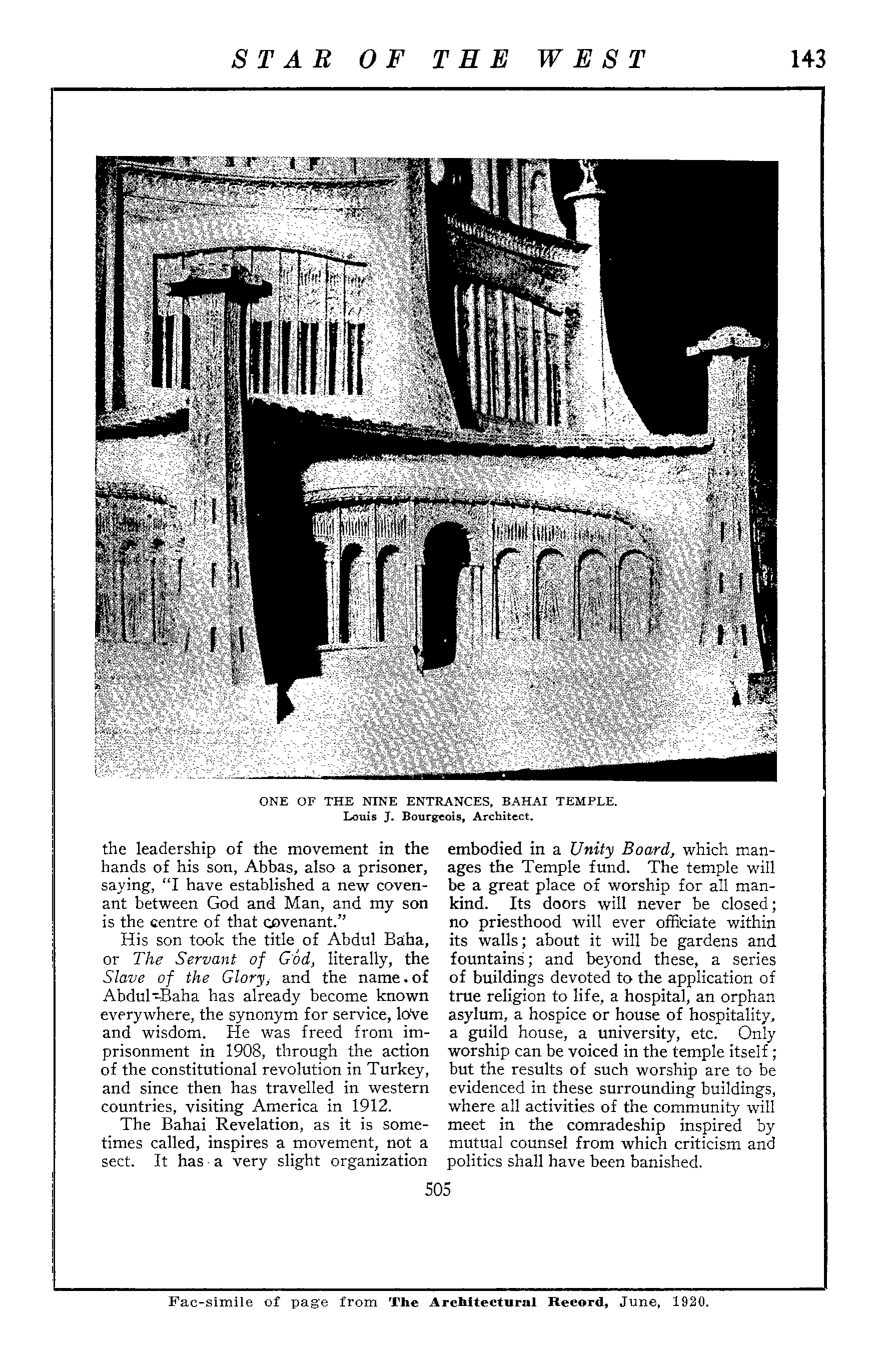 STAR OF THE WEST 143
ONE OF THE NINE ENTRANCES, BAHAI TEMPLE.
Louis J. Bourgeois, Architect.
the leadership of the movement in the
hands of his son, Abbas, also a prisoner,
saying, “I have established a new coven-
ant between God and Man, and my son
is the centre of that covenant.”
His son took the title of Abdul Baha,
or The Servant of God, literally, the
Slave of the Glory, and the name of
Abdul-Baha has already become known
everywhere, the synonym for service, love
and wisdom. He was freed from im-
prisonment in 1908, through the action
of the constitutional revolution in Turkey,
and since then has travelled in western
countries, visiting America in 1912.
The Bahai Revelation, as it is some-
times called, inspires a movement, not a
sect. It has a very slight organization
embodied in a Unity Board, which man-
ages the Temple fund. The temple will
be a great place of worship for all man-
kind. Its doors will never be closed;
no priesthood will ever officiate within
its walls; about it will be gardens and
fountains; and beyond these, a series
of buildings devoted to the application of
true religion to life, a hospital, an orphan
asylum, a hospice or house of hospitality,
a guild house, a university, etc. Only
worship can be voiced in the temple itself;
but the results of such worship are to be
evidenced in these surrounding buildings,
where all activities of the community will
meet in the comradeship inspired by
mutual counsel from which criticism and
politics shall have been banished.
505
Fac-simile of page from The Architectural Record, June, 1920.